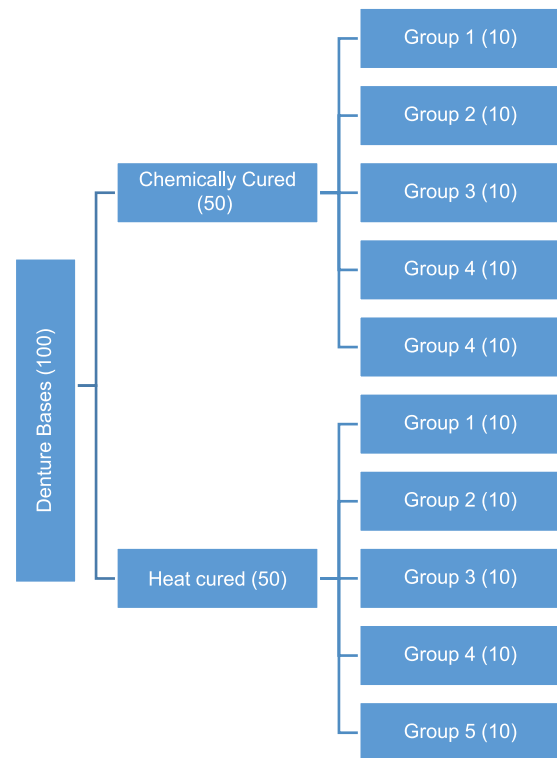 Denture Bases (100)
Chemically Cured
(50)
Group 1 (10)
Group 2 (10)
Group 3 (10)
Group 4 (10)
Group 4 (10)
Heat cured (50)
Group 1 (10)
Group 2 (10)
Group 3 (10)
Group 4 (10)
Group 5 (10)